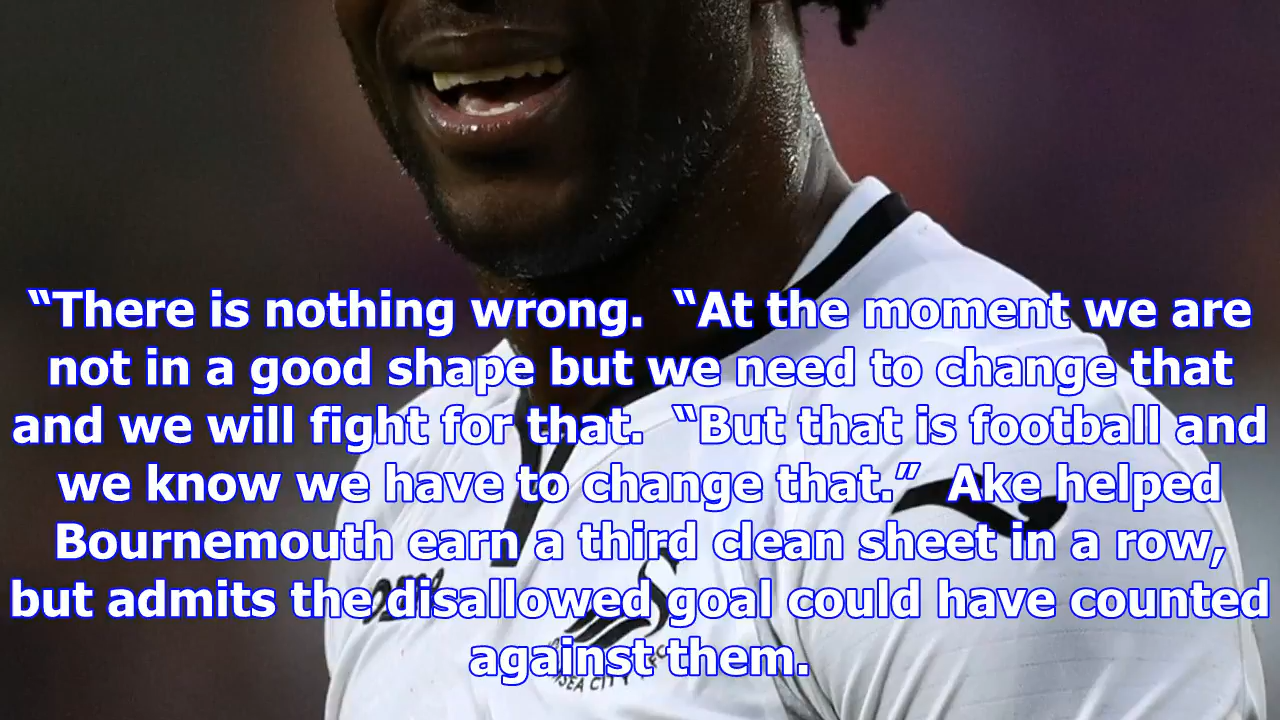 “There is nothing wrong.  “At the moment we are
not in a good shape but we need to change that
and we will fight for that.  “But that is football and
we know we have to change that.”  Ake helped
Bournemouth earn a third clean sheet in a row,
but admits the disallowed goal could have counted
against them.